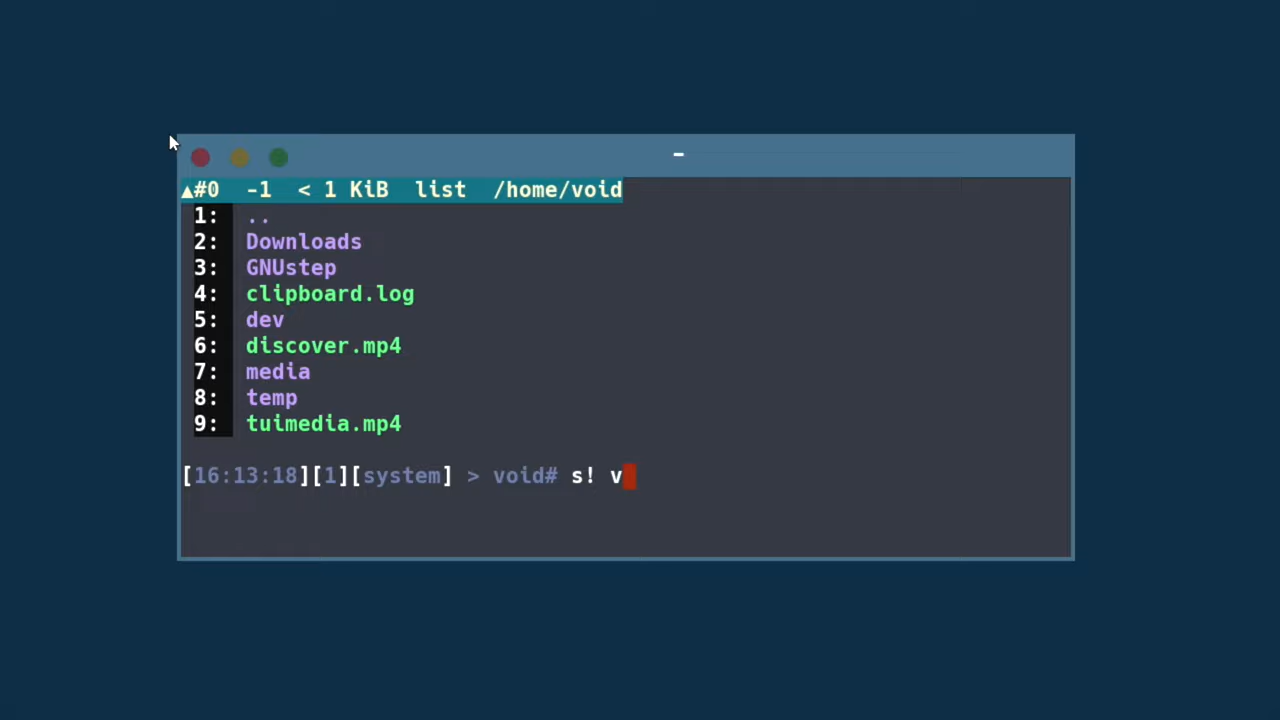 -
▲#0  -1  < 1 KiB  list  /home/void
1:  ..
2:  Downloads
3:  GNUstep
4:  clipboard.log
5:  dev
6:  discover.mp4
7:  media
8:  temp
9:  tuimedia.mp4
[16:13:18][1][system] > void# s! v